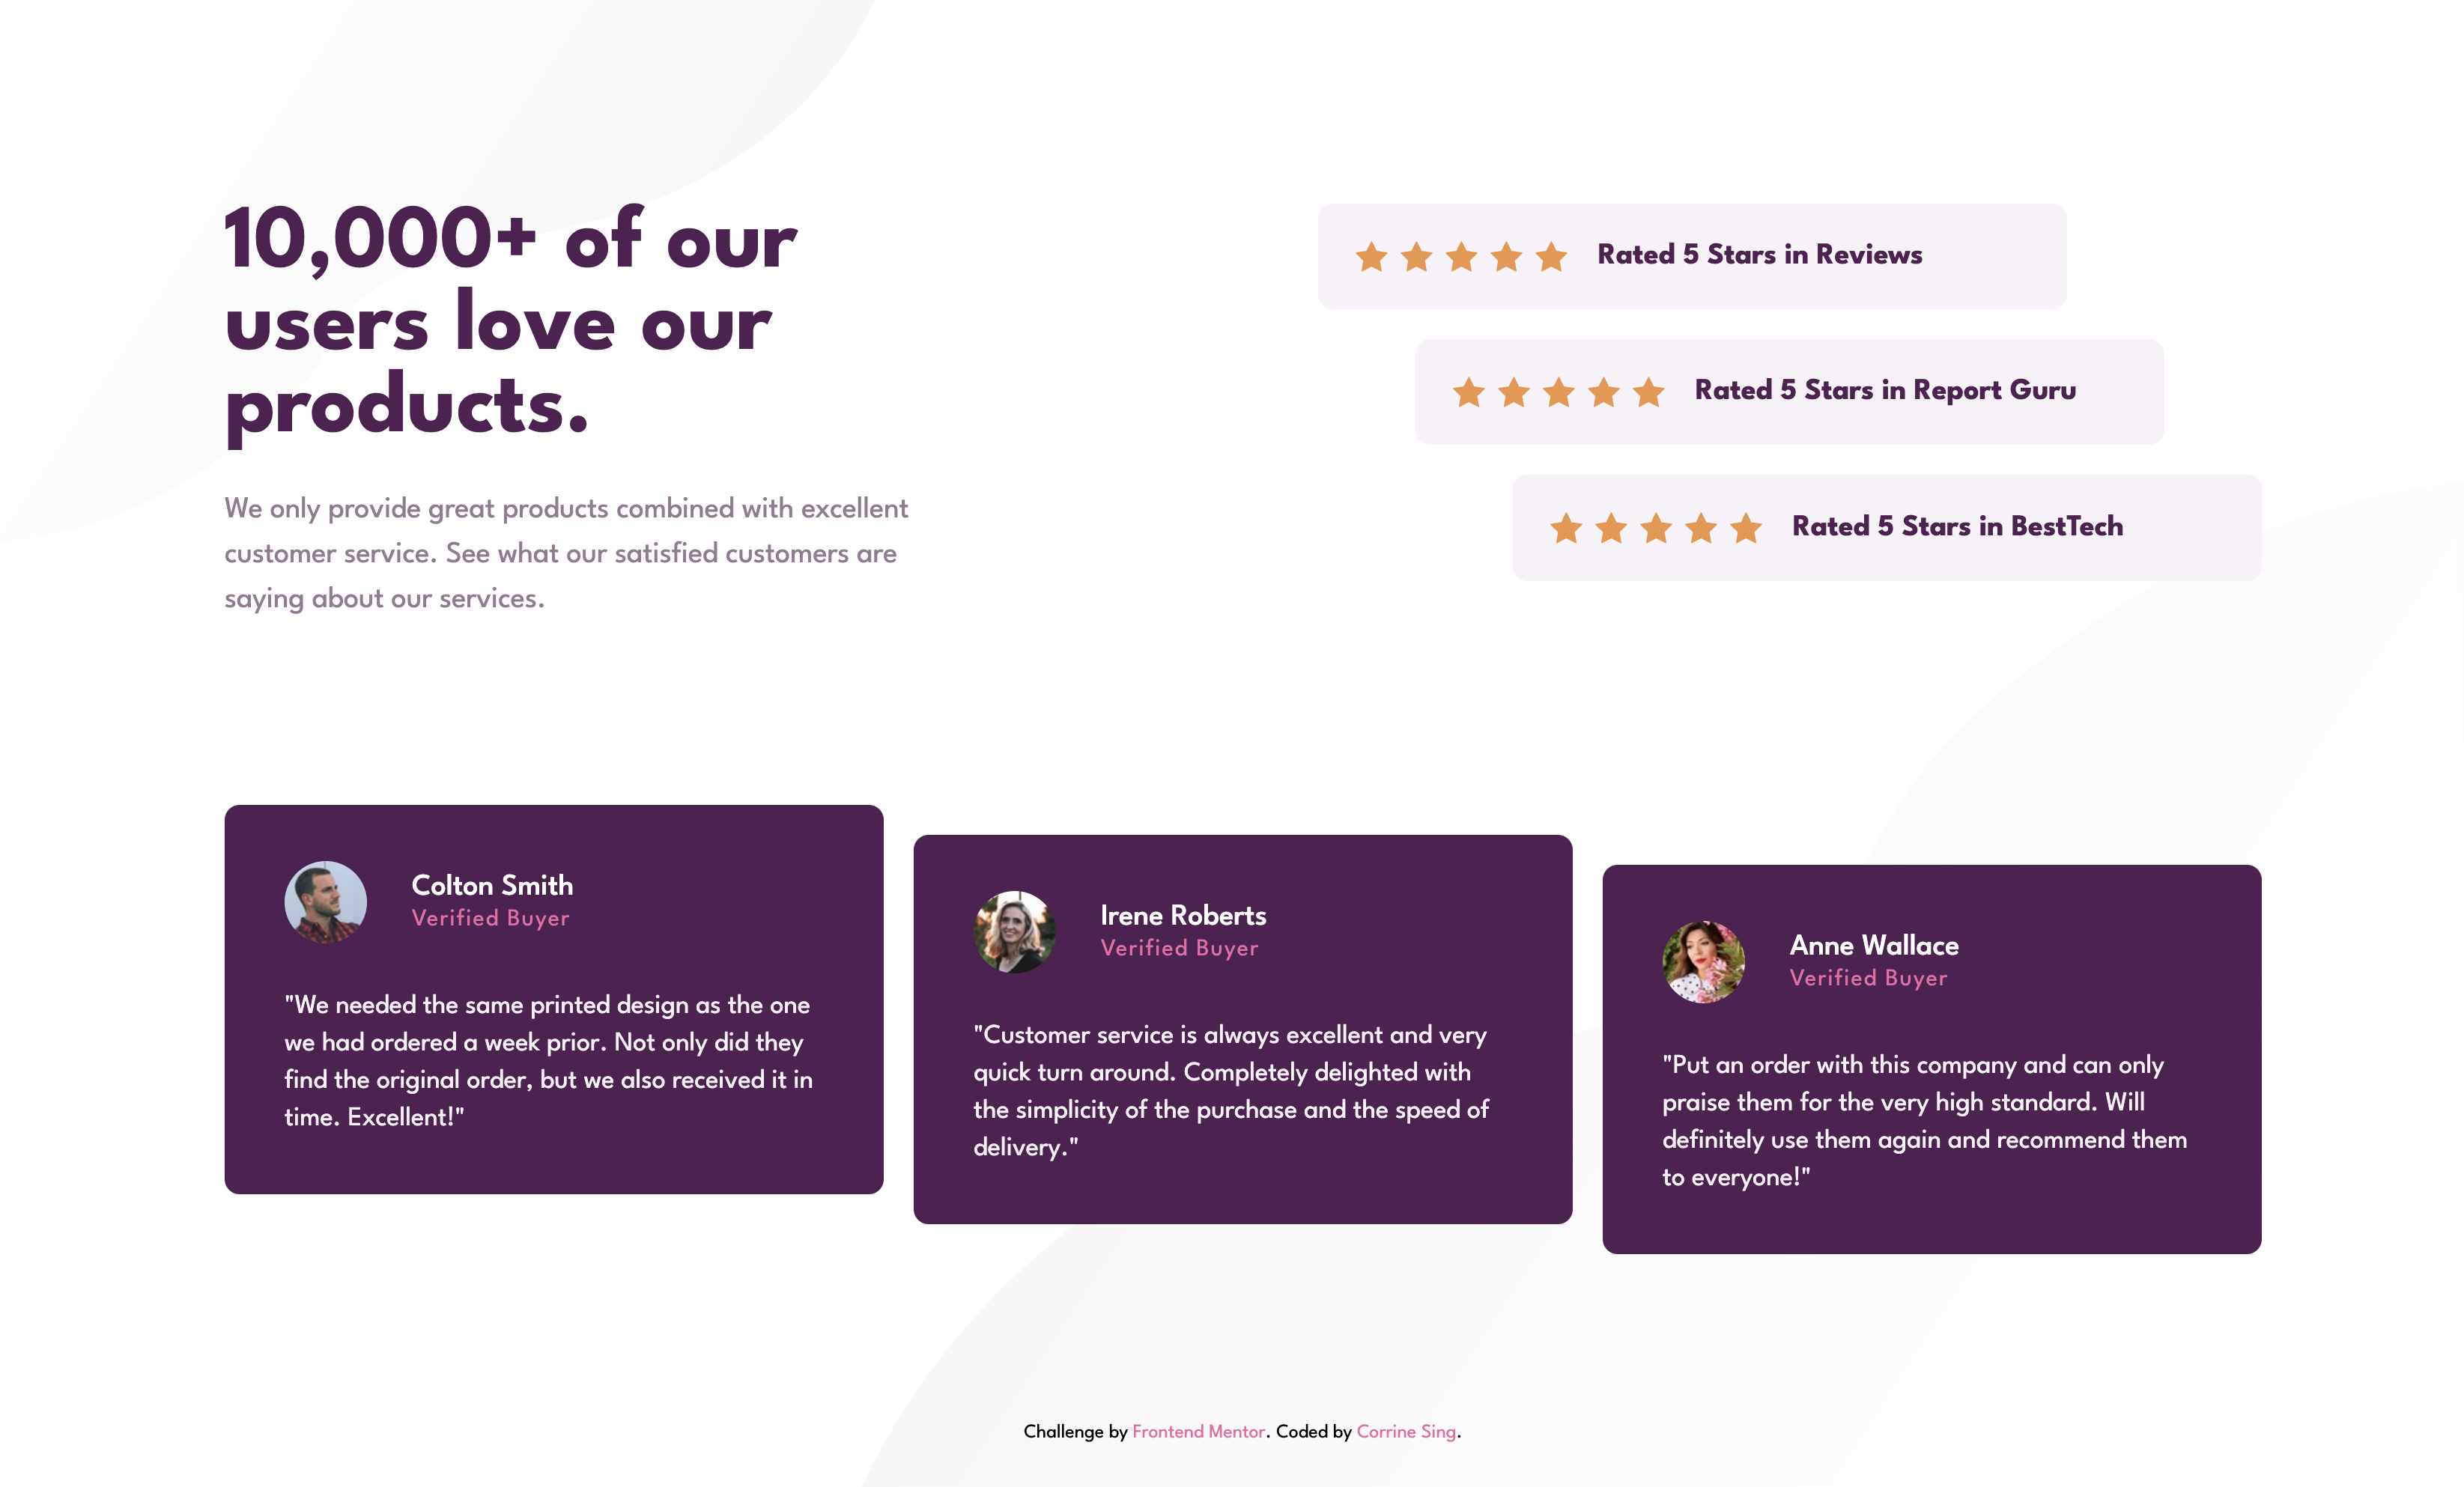 10,000+ of our
users love our
products.
We only provide great products combined with excellent
customer service. See what our satisfied customers are
saying about our services.
Rated 5 Stars in Reviews
Rated 5 Stars in Report Guru
Rated 5 Stars in BestTech
Colton Smith
Verified Buyer
"We needed the same printed design as the one
we had ordered a week prior. Not only did they
find the original order, but we also received it in
time. Excellent!"
Irene Roberts
Verified Buyer
"Customer service is always excellent and very
quick turn around. Completely delighted with
the simplicity of the purchase and the speed of
delivery."
Anne Wallace
Verified Buyer
"Put an order with this company and can only
praise them for the very high standard. Will
definitely use them again and recommend them
to everyone!"
Challenge by Frontend Mentor. Coded by Corrine Sing.